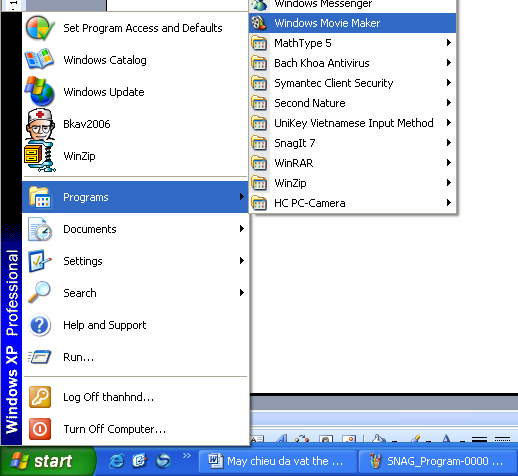 Set Program Access and Defaults
Windows Catalog
Windows Update
Bkav2006
WinZip
Programs
Documents
Settings
Search
Help and Support
Run...
Log Off thanhnd...
Turn Off Computer...
Windows XP Professional
Windows Messenger
Windows Movie Maker
MathType 5
Bach Khoa Antivirus
Symantec Client Security
Second Nature
UniKey Vietnamese Input Method
SnagIt 7
WinRAR
WinZip
HC PC-Camera
start
»
May chieu da vat the ...
SNAG_Program-0000 ...